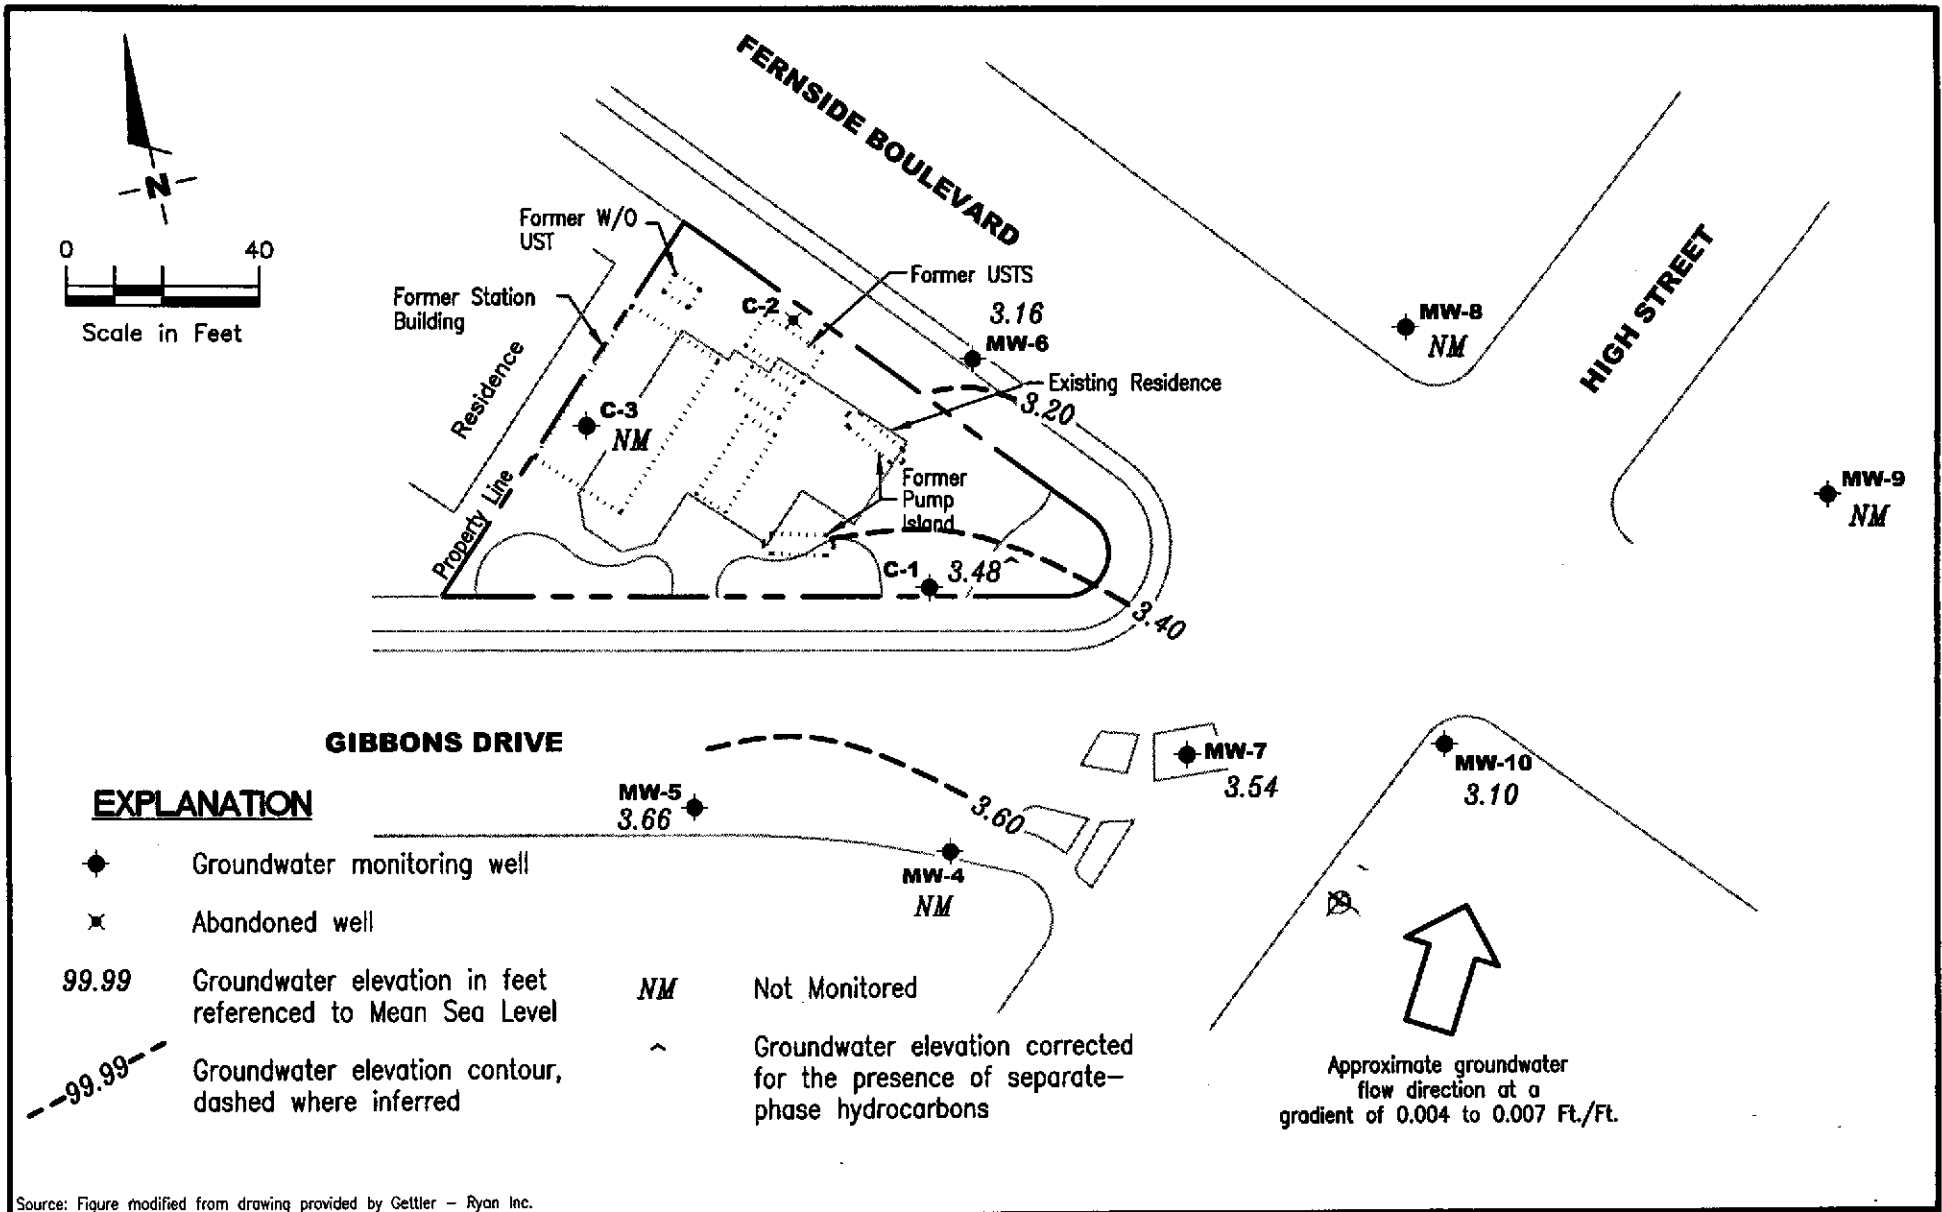 FERNSIDE BOULEVARD
N
0 40
Scale in Feet
Former W/O
UST
Former USTS
Former Station
Building
C-2
3.16
MW-6
MW-8
NM
HIGH STREET
Residence
Existing Residence
3.20
C-3
NM
Former
Pump
Island
MW-9
NM
Property Line
C-1
3.48^
3.40
GIBBONS DRIVE
MW-7
3.54
MW-10
3.10
MW-5
3.66
3.60
MW-4
NM
EXPLANATION
Groundwater monitoring well
Abandoned well
99.99
Groundwater elevation in feet
referenced to Mean Sea Level
99.99
Groundwater elevation contour,
dashed where inferred
NM
Not Monitored
^
Groundwater elevation corrected
for the presence of separate-
phase hydrocarbons
Approximate groundwater
flow direction at a
gradient of 0.004 to 0.007 Ft./Ft.
Source: Figure modified from drawing provided by Gettler - Ryan Inc.